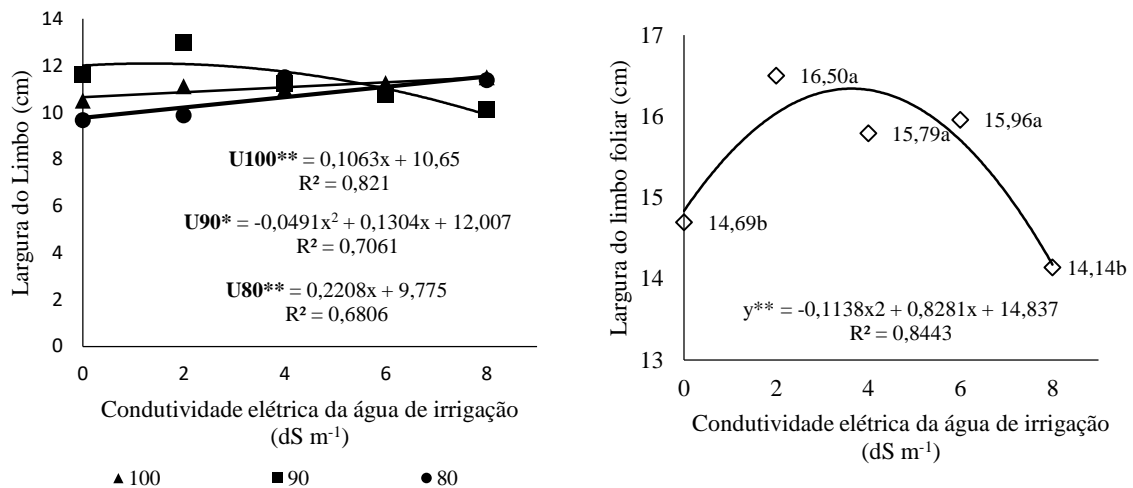 14
12
10
8
6
4
2
0
Largura do Limbo (cm)
U100** = 0,1063x + 10,65
R² = 0,821
U90* = -0,0491x² + 0,1304x + 12,007
R² = 0,7061
U80** = 0,2208x + 9,775
R² = 0,6806
0 2 4 6 8
Condutividade elétrica da água de irrigação
(dS m⁻¹)
100 90 80
17
16
15
14
13
Largura do limbo foliar (cm)
16,50a
15,79a
15,96a
14,69b
14,14b
y** = -0,1138x2 + 0,8281x + 14,837
R² = 0,8443
0 2 4 6 8
Condutividade elétrica da água de irrigação
(dS m⁻¹)